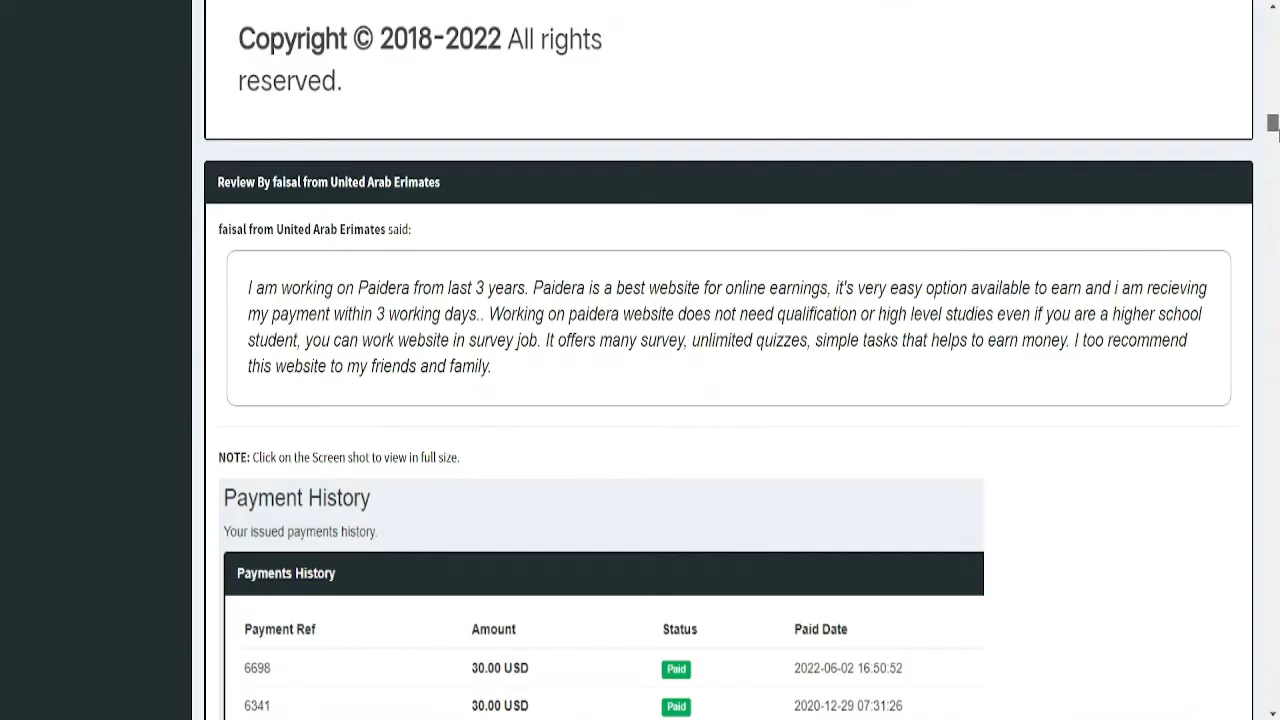 Copyright © 2018-2022 All rights
reserved.
Review By faisal from United Arab Erimates
faisal from United Arab Erimates said:
I am working on Paidera from last 3 years. Paidera is a best website for online earnings, it's very easy option available to earn and i am recieving
my payment within 3 working days.. Working on paidera website does not need qualification or high level studies even if you are a higher school
student, you can work website in survey job. It offers many survey, unlimited quizzes, simple tasks that helps to earn money. I too recommend
this website to my friends and family.
NOTE: Click on the Screen shot to view in full size.
Payment History
Your issued payments history.
Payments History
Payment Ref Amount Status Paid Date
6698 30.00 USD Paid 2022-06-02 16:50:52
6341 30.00 USD Paid 2020-12-29 07:31:26